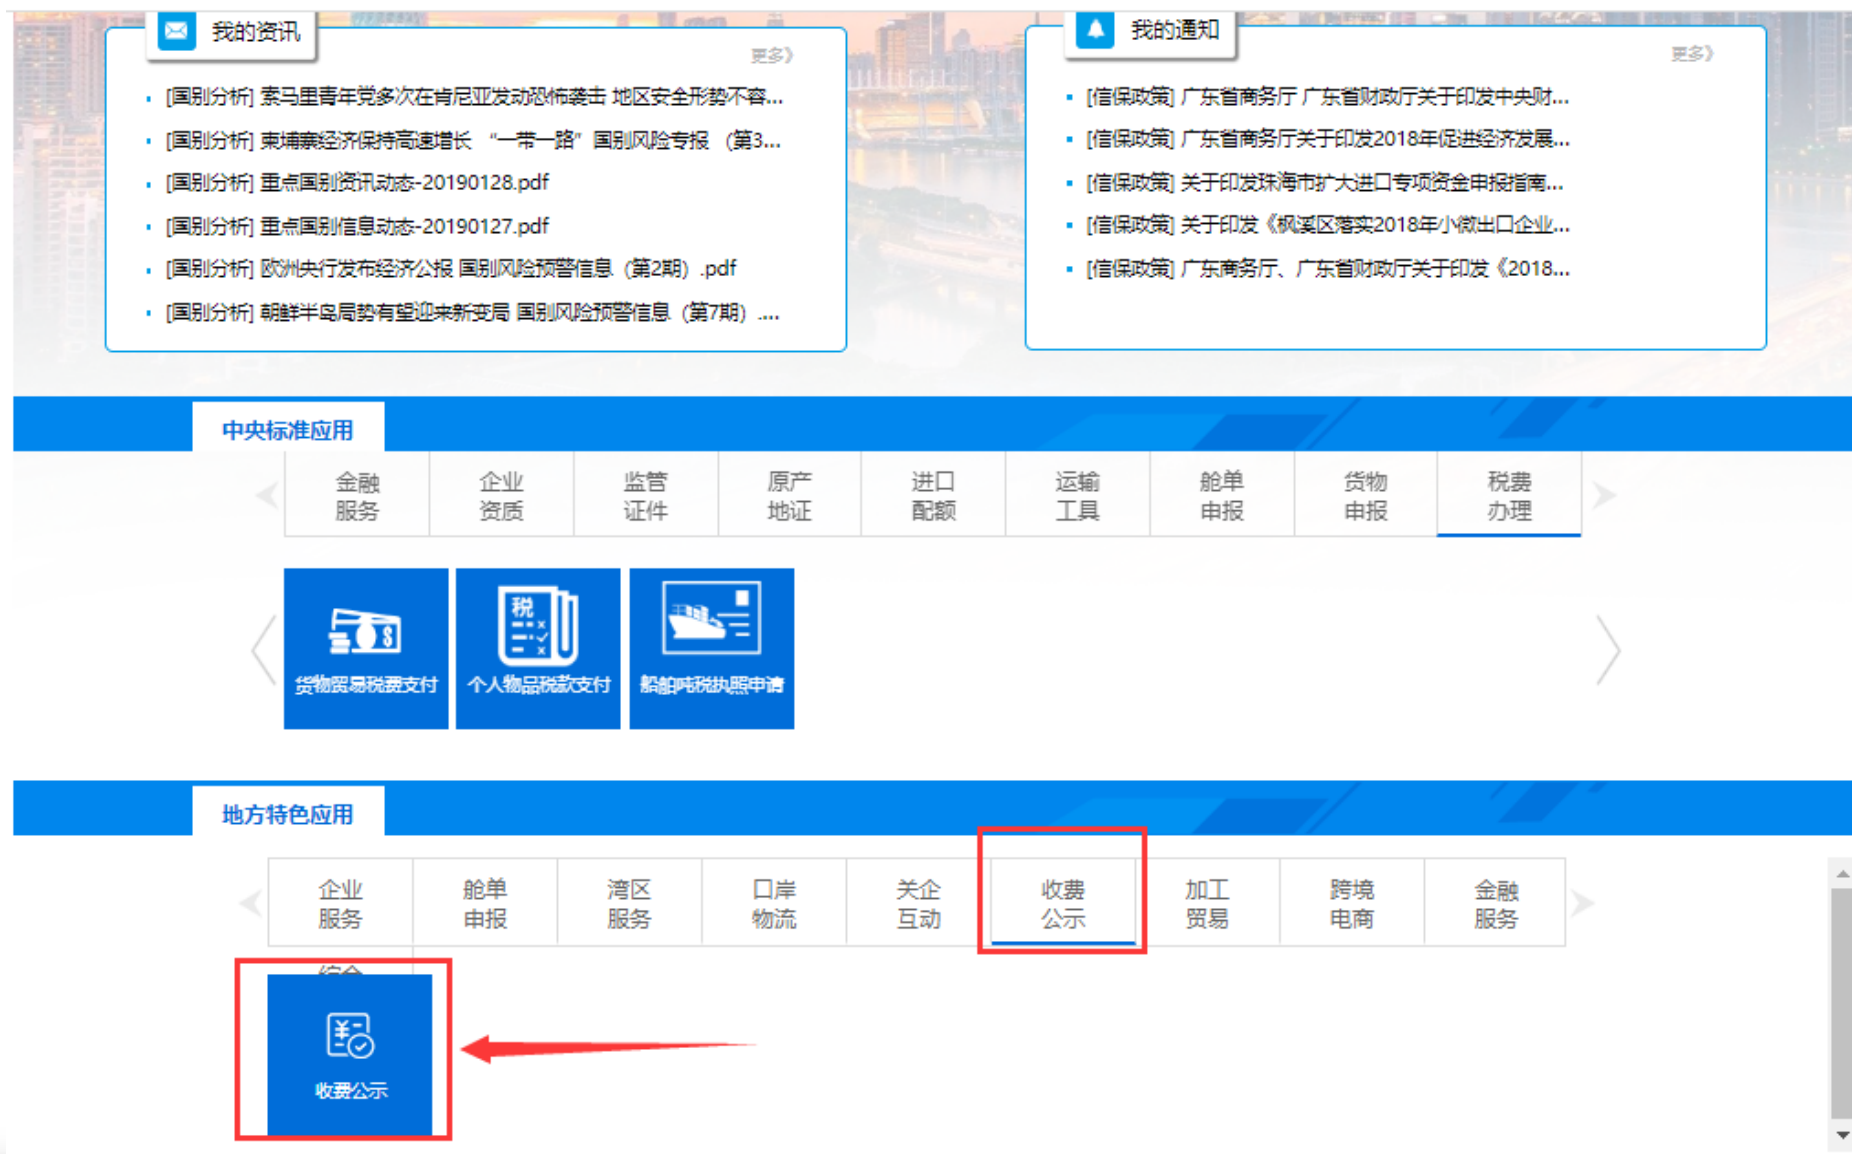 我的资讯
更多》
[国别分析] 索马里青年党多次在肯尼亚发动恐怖袭击 地区安全形势不容...
[国别分析] 柬埔寨经济保持高速增长 “一带一路”国别风险专报 （第3...
[国别分析] 重点国别资讯动态-20190128.pdf
[国别分析] 重点国别信息动态-20190127.pdf
[国别分析] 欧洲央行发布经济公报 国别风险预警信息（第2期）.pdf
[国别分析] 朝鲜半岛局势有望迎来新变局 国别风险预警信息（第7期）....
我的通知
更多》
[信保政策] 广东省商务厅 广东省财政厅关于印发中央财...
[信保政策] 广东省商务厅关于印发2018年促进经济发展...
[信保政策] 关于印发珠海市扩大进口专项资金申报指南...
[信保政策] 关于印发《枫溪区落实2018年小微出口企业...
[信保政策] 广东商务厅、广东省财政厅关于印发《2018...
中央标准应用
金融
服务
企业
资质
监管
证件
原产
地证
进口
配额
运输
工具
舱单
申报
货物
申报
税费
办理
税
货物贸易税费支付
个人物品税款支付
船舶吨税执照申请
地方特色应用
企业
服务
舱单
申报
湾区
服务
口岸
物流
关企
互动
收费
公示
加工
贸易
跨境
电商
金融
服务
综合
收费公示